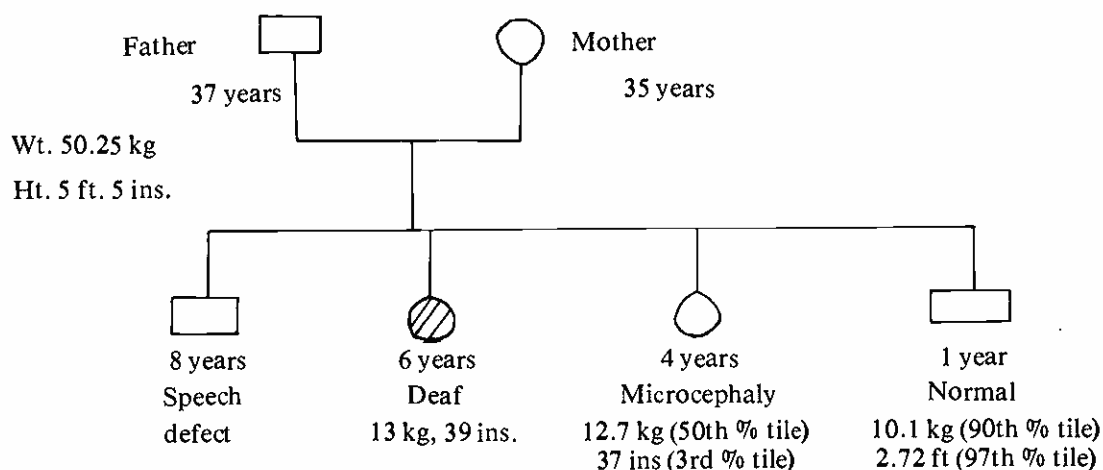 Father
Mother
37 years
35 years
Wt. 50.25 kg
Ht. 5 ft. 5 ins.
8 years
Speech
defect
6 years
Deaf
13 kg, 39 ins.
4 years
Microcephaly
12.7 kg (50th % tile)
37 ins (3rd % tile)
1 year
Normal
10.1 kg (90th % tile)
2.72 ft (97th % tile)